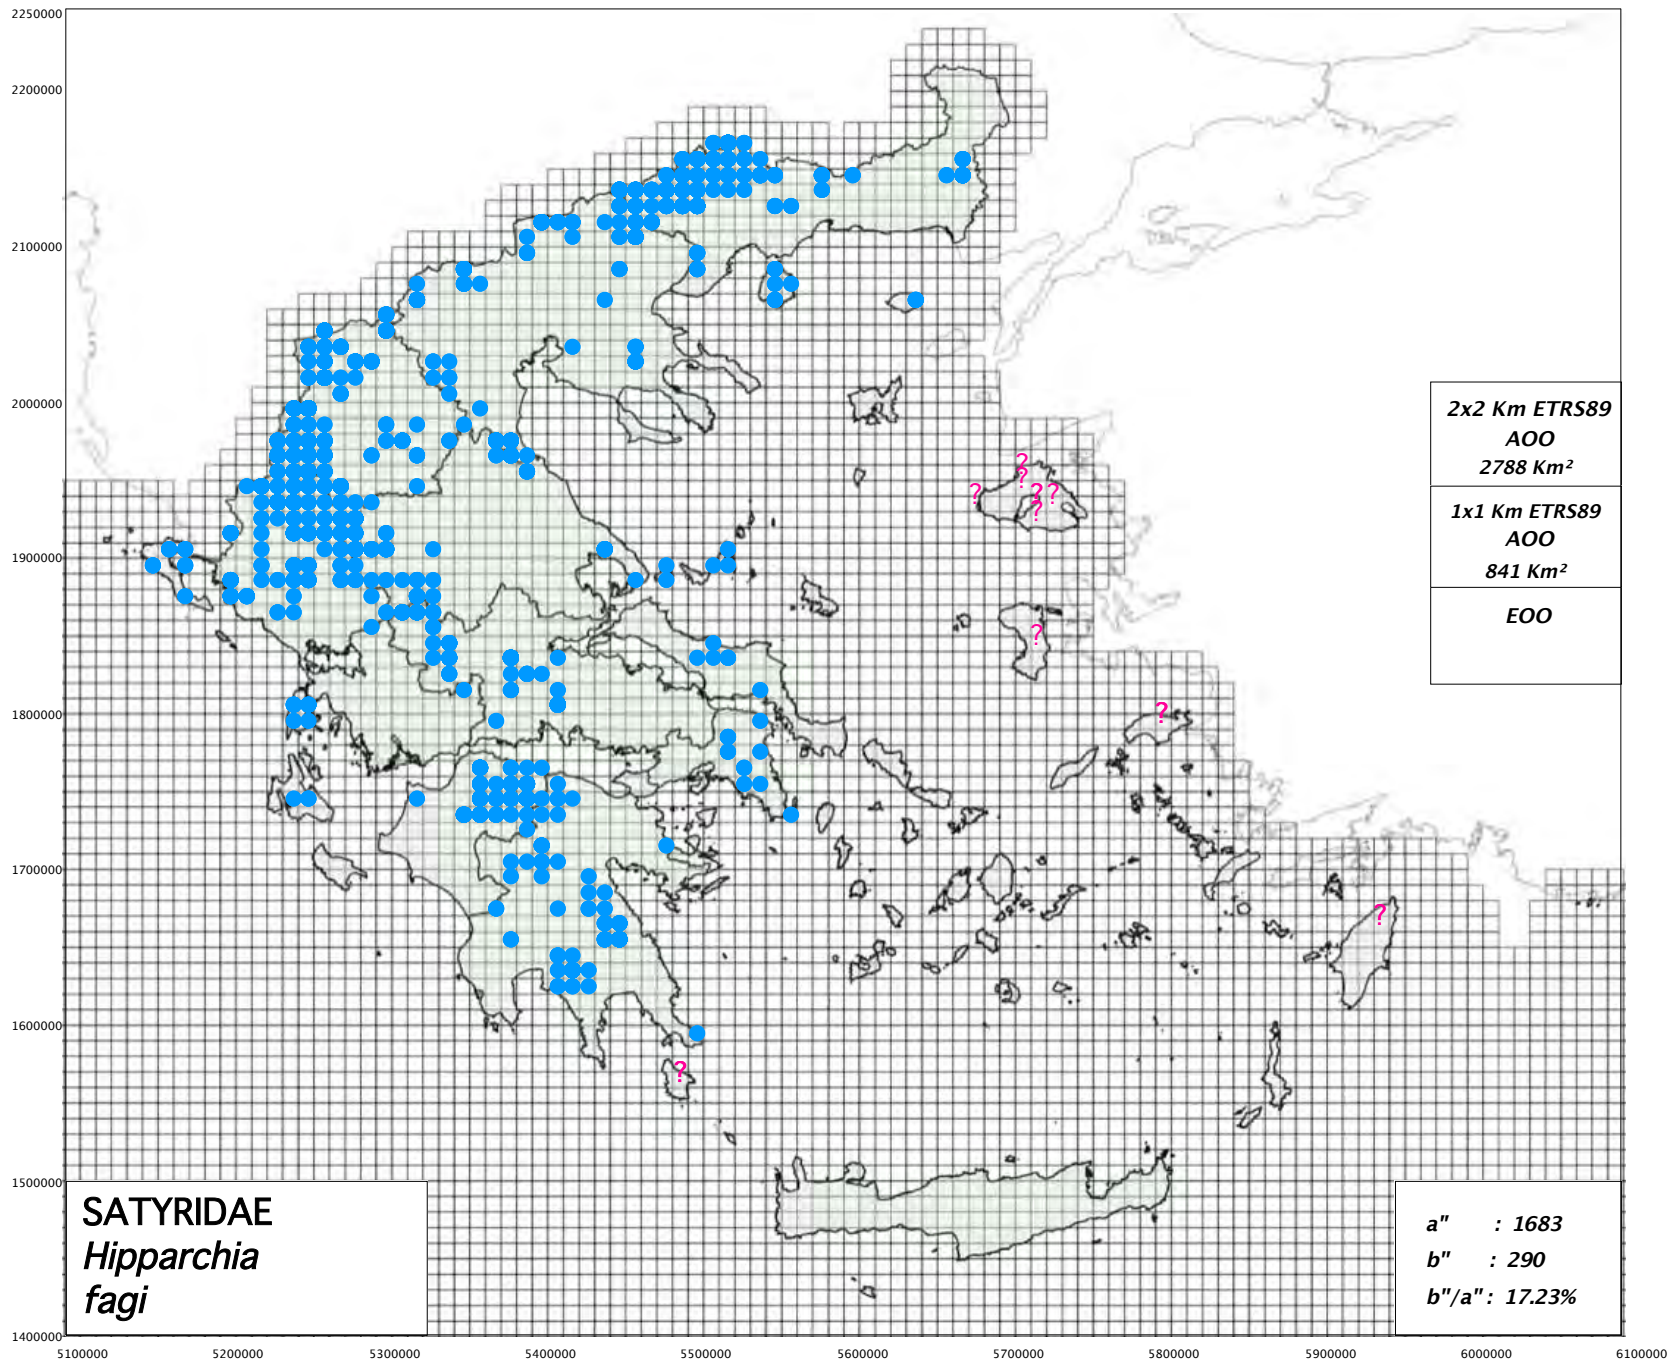 2250000
2200000
2100000
2000000
1900000
1800000
1700000
1600000
1500000
1400000
5100000 5200000 5300000 5400000 5500000 5600000 5700000 5800000 5900000 6000000 6100000
2x2 Km ETRS89
AOO
2788 Km²
1x1 Km ETRS89
AOO
841 Km²
EOO
?
?
?
? ?
?
?
?
?
?
SATYRIDAE
Hipparchia
fagi
a" : 1683
b" : 290
b"/a" : 17.23%